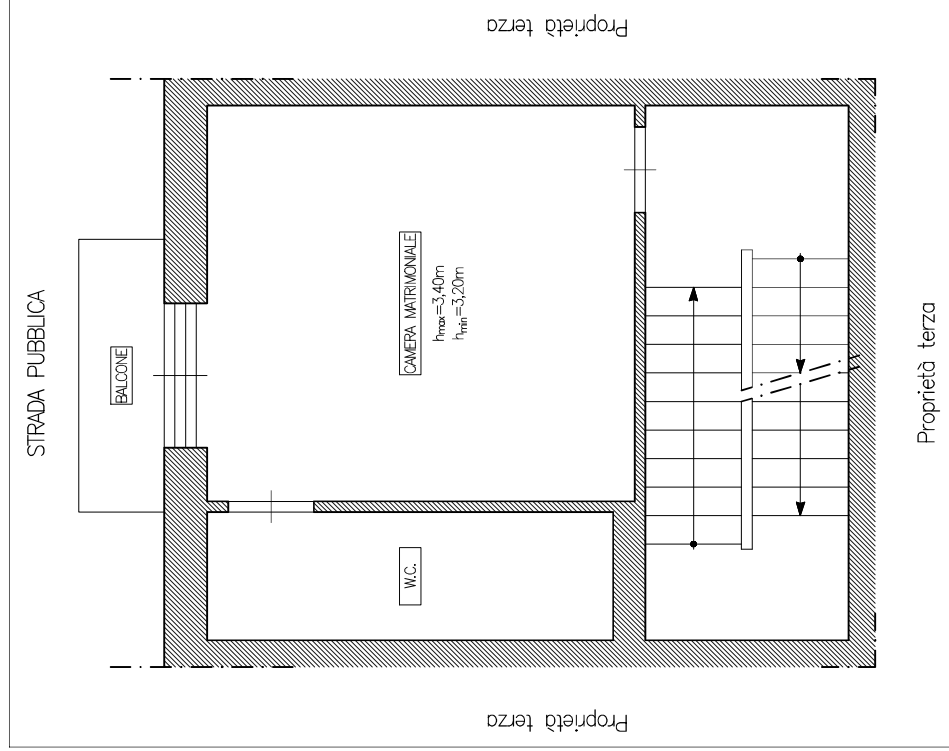 Proprietà terza
STRADA PUBBLICA
BALCONE
CAMERA MATRIMONIALE
hmax=3,40m
hmin=3,20m
W.C.
Proprietà terza
Proprietà terza